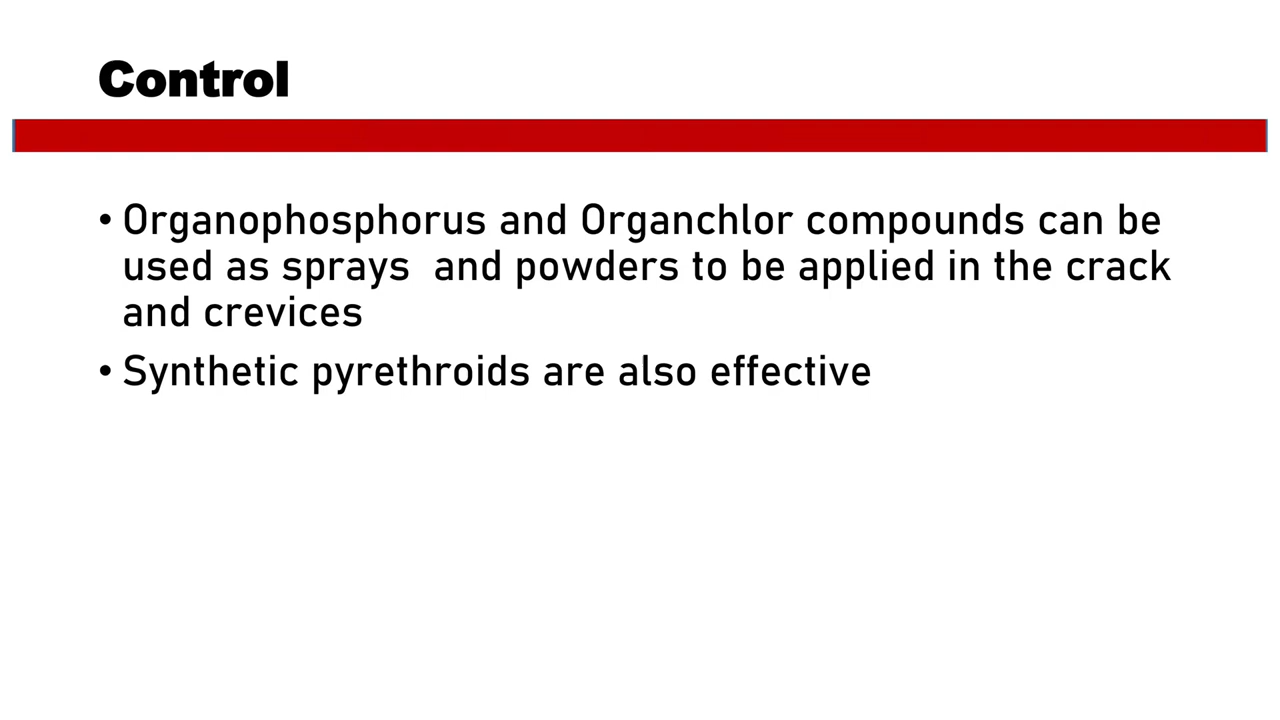 Control
• Organophosphorus and Organchlor compounds can be
used as sprays  and powders to be applied in the crack
and crevices
• Synthetic pyrethroids are also effective